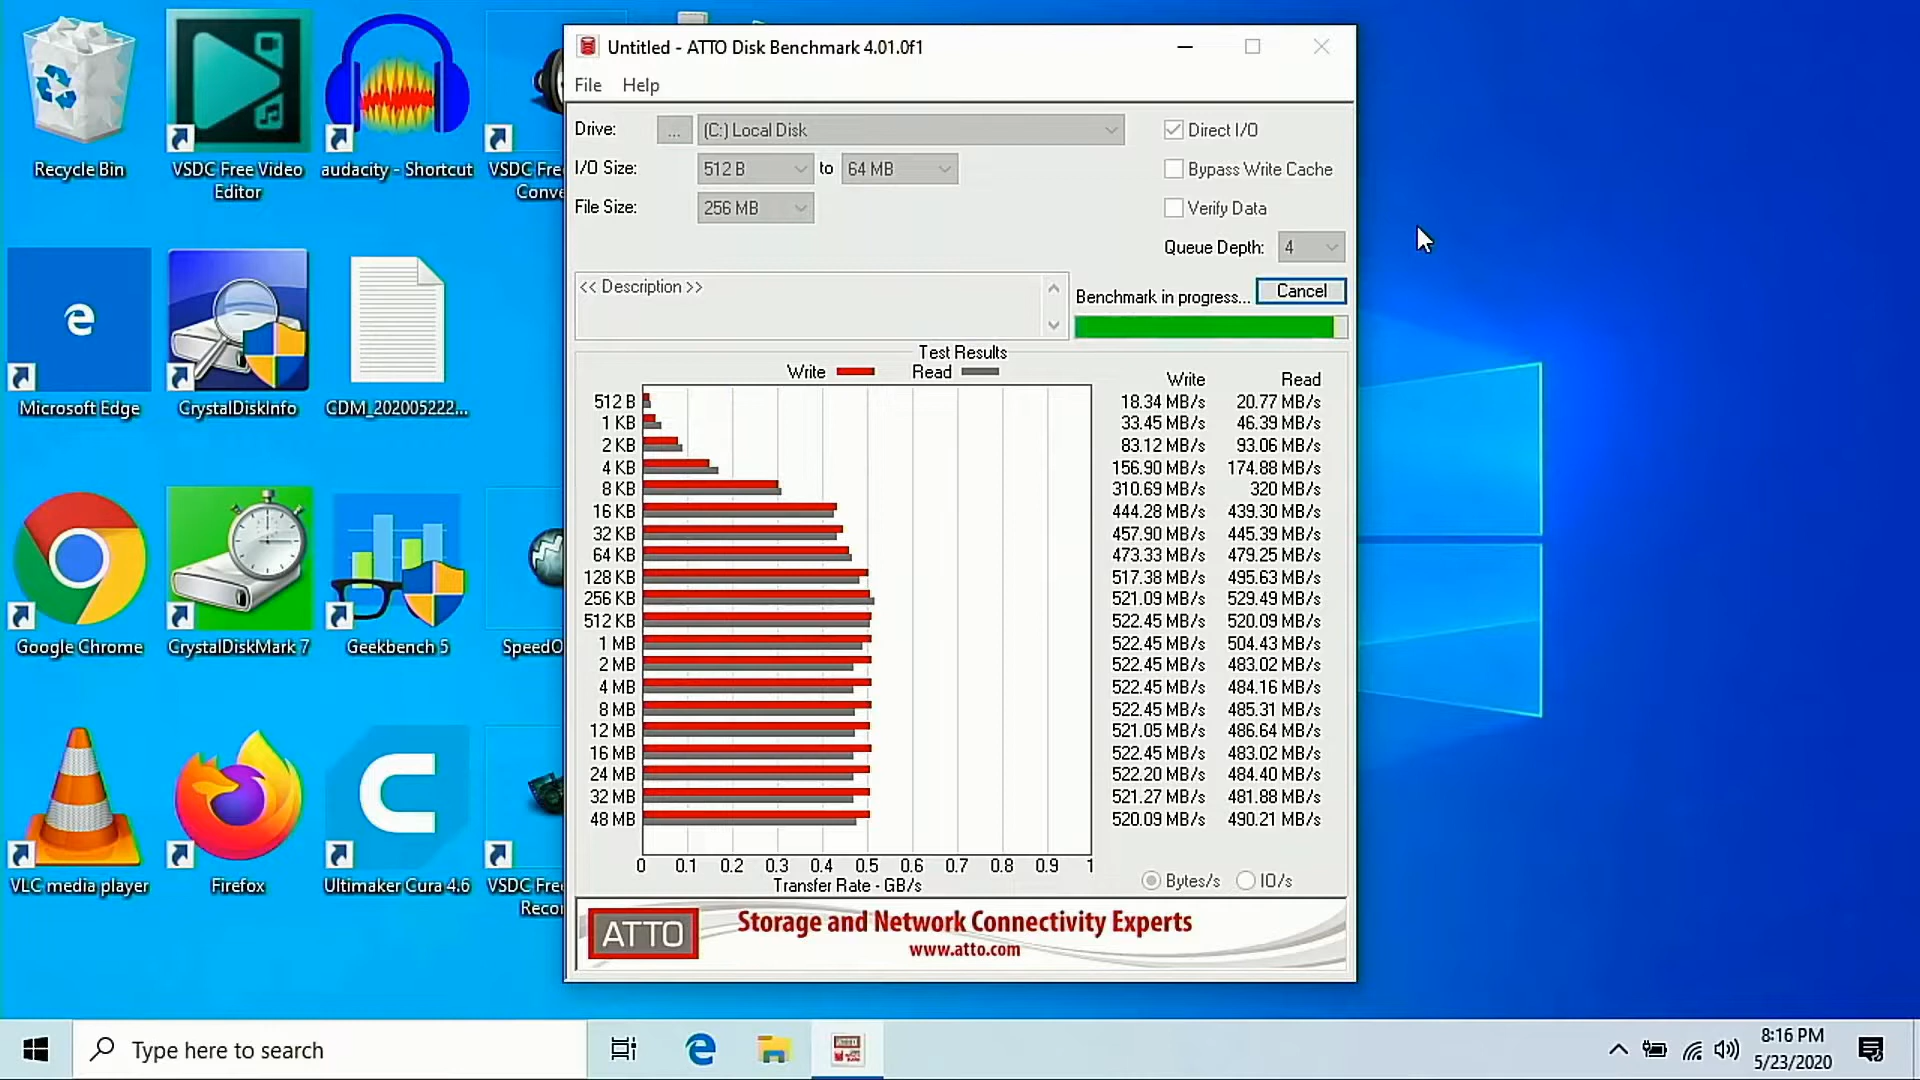 Untitled - ATTO Disk Benchmark 4.01.0f1
File Help
Drive: ... (C:) Local Disk
Direct I/O
I/O Size: 512 B to 64 MB
Bypass Write Cache
File Size: 256 MB
Verify Data
Queue Depth: 4
<< Description >>
Benchmark in progress... Cancel
Test Results
Write Read
Write Read
512 B 18.34 MB/s 20.77 MB/s
1 KB 33.45 MB/s 46.39 MB/s
2 KB 83.12 MB/s 93.06 MB/s
4 KB 156.90 MB/s 174.88 MB/s
8 KB 310.69 MB/s 320 MB/s
16 KB 444.28 MB/s 439.30 MB/s
32 KB 457.90 MB/s 445.39 MB/s
64 KB 473.33 MB/s 479.25 MB/s
128 KB 517.38 MB/s 495.63 MB/s
256 KB 521.09 MB/s 529.49 MB/s
512 KB 522.45 MB/s 520.09 MB/s
1 MB 522.45 MB/s 504.43 MB/s
2 MB 522.45 MB/s 483.02 MB/s
4 MB 522.45 MB/s 484.16 MB/s
8 MB 522.45 MB/s 485.31 MB/s
12 MB 521.05 MB/s 486.64 MB/s
16 MB 522.45 MB/s 483.02 MB/s
24 MB 522.20 MB/s 484.40 MB/s
32 MB 521.27 MB/s 481.88 MB/s
48 MB 520.09 MB/s 490.21 MB/s
0 0.1 0.2 0.3 0.4 0.5 0.6 0.7 0.8 0.9 1
Transfer Rate - GB/s
Bytes/s IO/s
ATTO
Storage and Network Connectivity Experts
www.atto.com
Recycle Bin
VSDC Free Video
Editor
audacity - Shortcut
VSDC Fre
Conve
Microsoft Edge
CrystalDiskInfo
CDM_202005222...
Google Chrome
CrystalDiskMark 7
Geekbench 5
SpeedO
VLC media player
Firefox
Ultimaker Cura 4.6
VSDC Fre
Recor
Type here to search
8:16 PM
5/23/2020